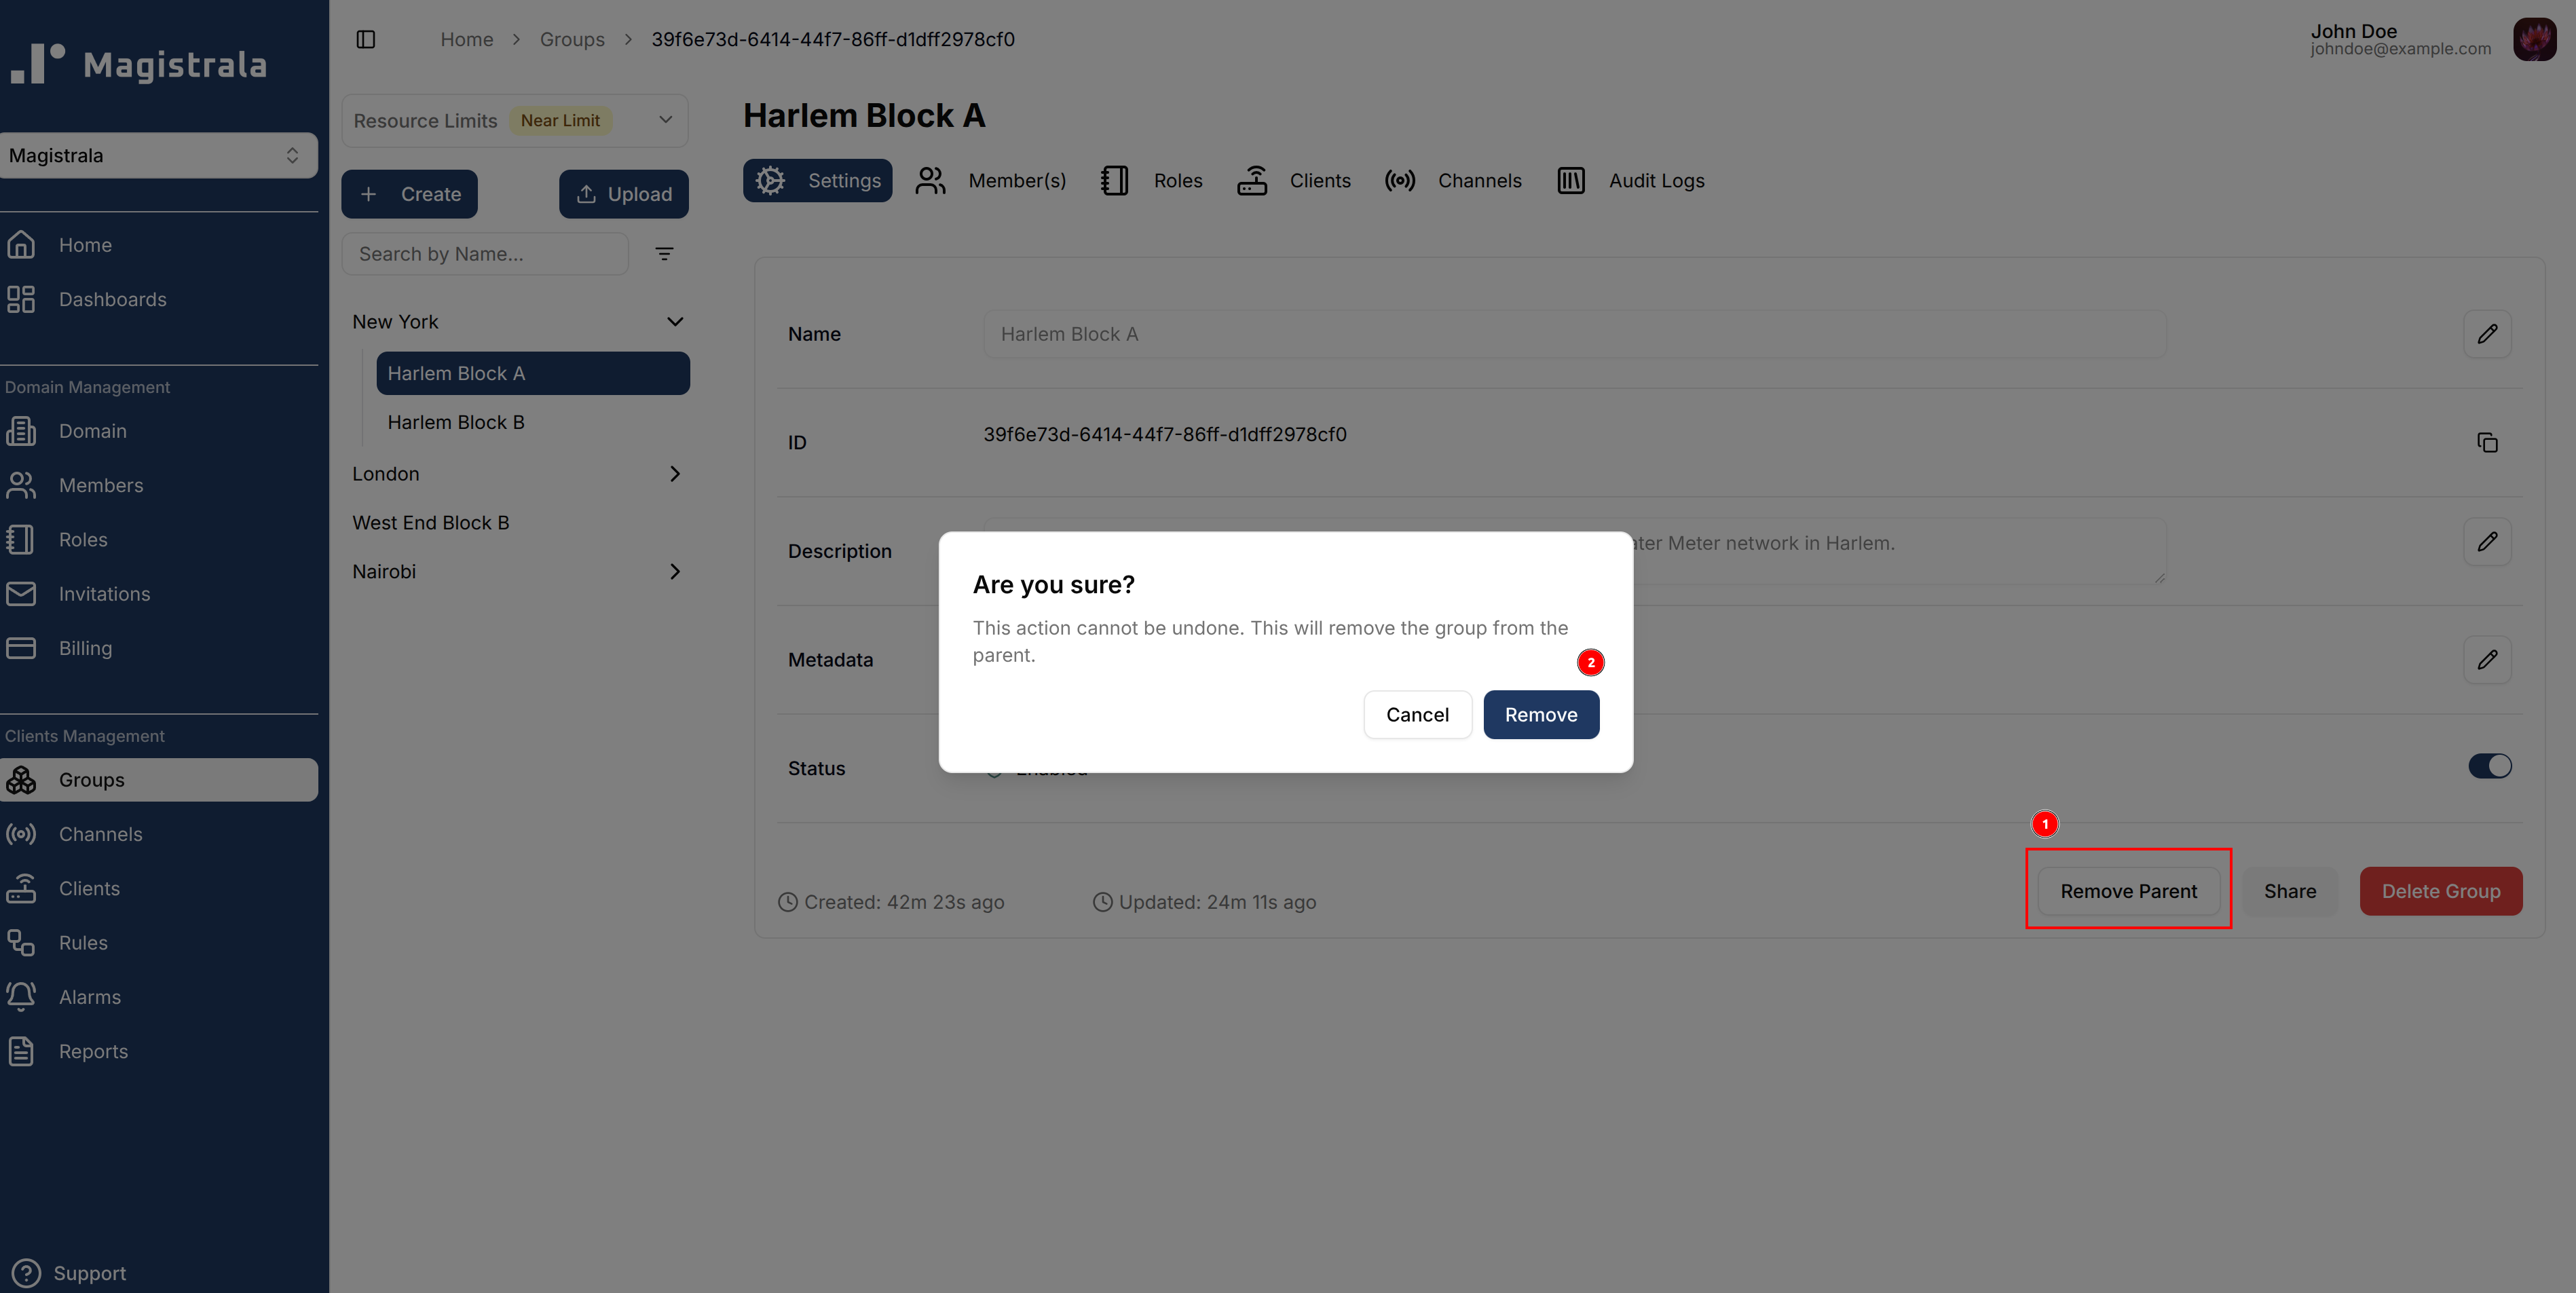 Magistrala
Magistrala
Home
Dashboards
Domain Management
Domain
Members
Roles
Invitations
Billing
Clients Management
Groups
Channels
Clients
Rules
Alarms
Reports
Support
Home > Groups > 39f6e73d-6414-44f7-86ff-d1dff2978cf0
John Doe
johndoe@example.com
Resource Limits Near Limit
Create Upload
Search by Name...
New York
Harlem Block A
Harlem Block B
London
West End Block B
Nairobi
Harlem Block A
Settings Member(s) Roles Clients Channels Audit Logs
Name Harlem Block A
ID 39f6e73d-6414-44f7-86ff-d1dff2978cf0
Description Meter network in Harlem.
Metadata
Status
Are you sure?
This action cannot be undone. This will remove the group from the
parent.
2
Cancel Remove
1
Created: 42m 23s ago Updated: 24m 11s ago
Remove Parent Share Delete Group